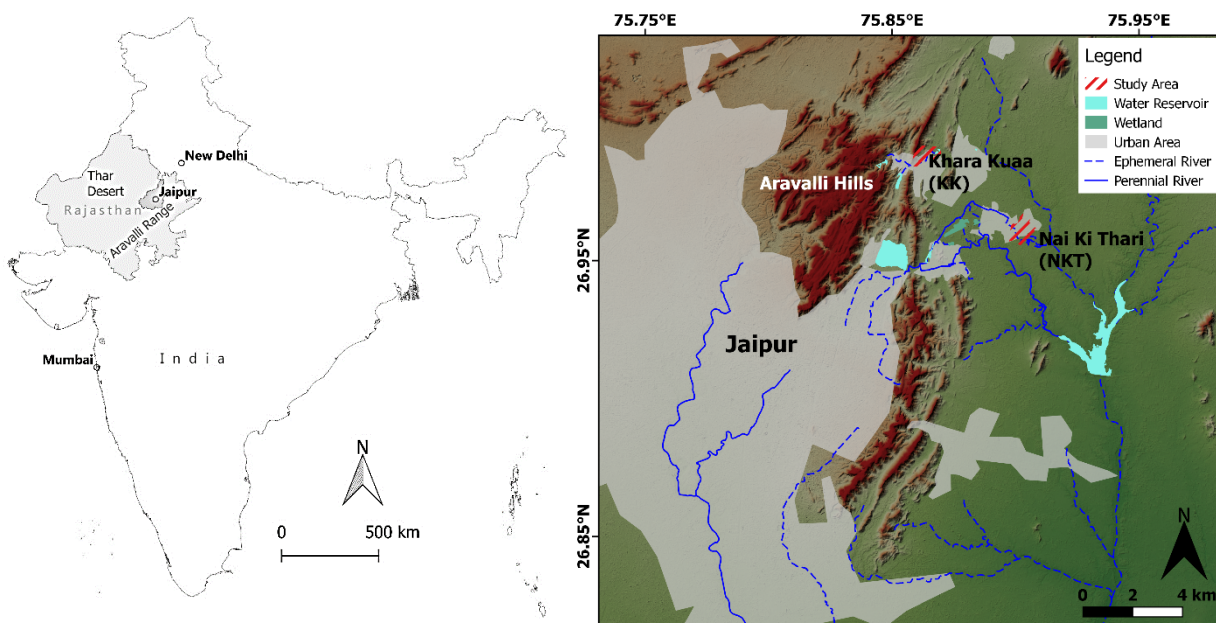 New Delhi
Thar
Desert
Jaipur
Rajasthan
Aravalli Range
Mumbai
India
N
0 500 km
75.75°E 75.85°E 75.95°E
26.95°N
26.85°N
Legend
Study Area
Water Reservoir
Wetland
Urban Area
Ephemeral River
Perennial River
Khara Kuaa
(KK)
Aravalli Hills
Nai Ki Thari
(NKT)
Jaipur
N
0 2 4 km